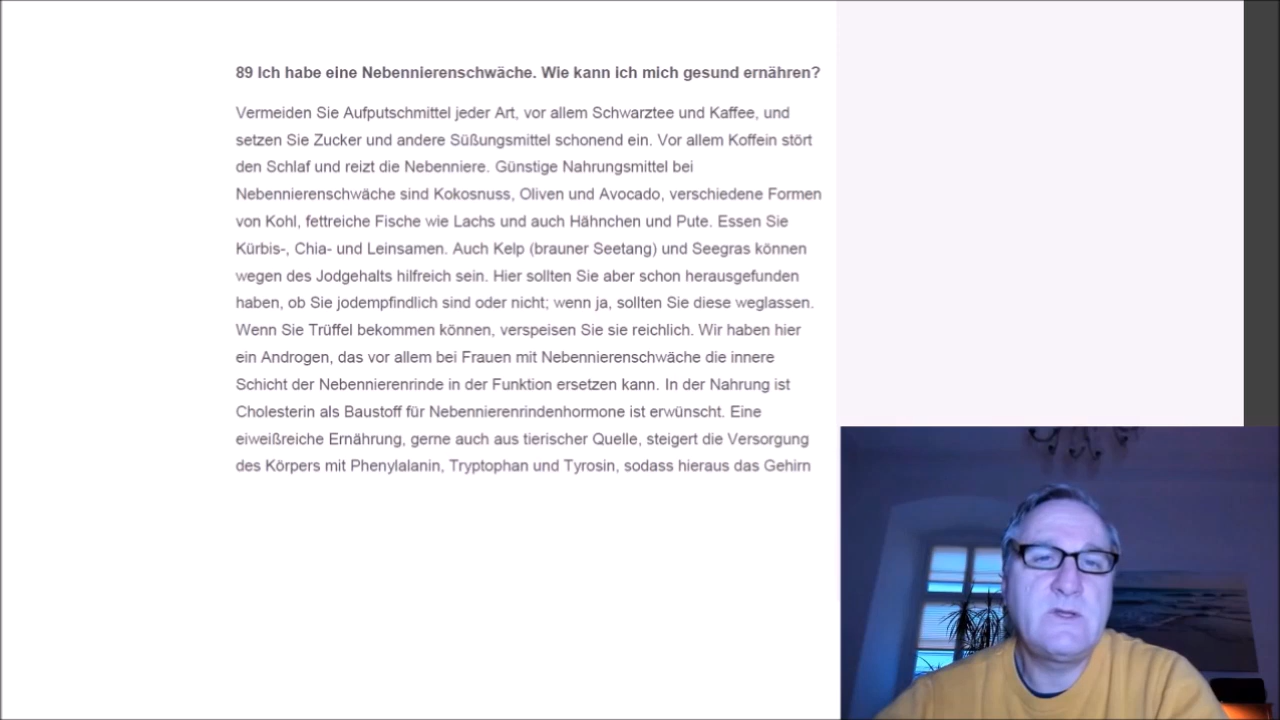 89 Ich habe eine Nebennierenschwäche. Wie kann ich mich gesund ernähren?
Vermeiden Sie Aufputschmittel jeder Art, vor allem Schwarztee und Kaffee, und
setzen Sie Zucker und andere Süßungsmittel schonend ein. Vor allem Koffein stört
den Schlaf und reizt die Nebenniere. Günstige Nahrungsmittel bei
Nebennierenschwäche sind Kokosnuss, Oliven und Avocado, verschiedene Formen
von Kohl, fettreiche Fische wie Lachs und auch Hähnchen und Pute. Essen Sie
Kürbis-, Chia- und Leinsamen. Auch Kelp (brauner Seetang) und Seegras können
wegen des Jodgehalts hilfreich sein. Hier sollten Sie aber schon herausgefunden
haben, ob Sie jodempfindlich sind oder nicht; wenn ja, sollten Sie diese weglassen.
Wenn Sie Trüffel bekommen können, verspeisen Sie sie reichlich. Wir haben hier
ein Androgen, das vor allem bei Frauen mit Nebennierenschwäche die innere
Schicht der Nebennierenrinde in der Funktion ersetzen kann. In der Nahrung ist
Cholesterin als Baustoff für Nebennierenrindenhormone ist erwünscht. Eine
eiweißreiche Ernährung, gerne auch aus tierischer Quelle, steigert die Versorgung
des Körpers mit Phenylalanin, Tryptophan und Tyrosin, sodass hieraus das Gehirn